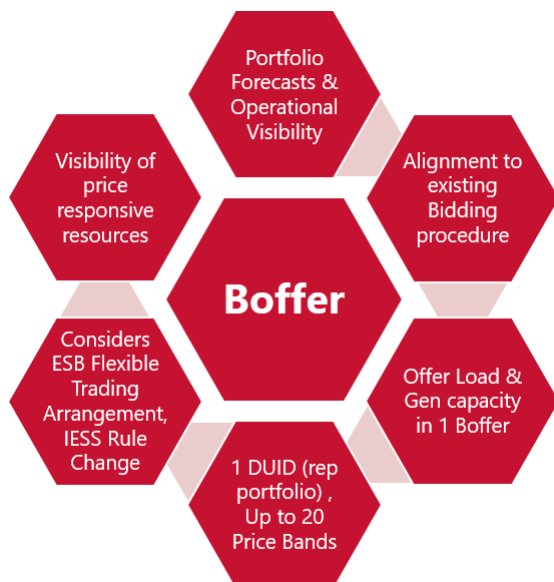 Portfolio
Forecasts &
Operational
Visibility
Visibility of
price
responsive
resources
Alignment to
existing
Bidding
procedure
Boffer
Considers
ESB Flexible
Trading
Arrangement,
IESS Rule
Change
Offer Load &
Gen capacity
in 1 Boffer
1 DUID (rep
portfolio) ,
Up to 20
Price Bands